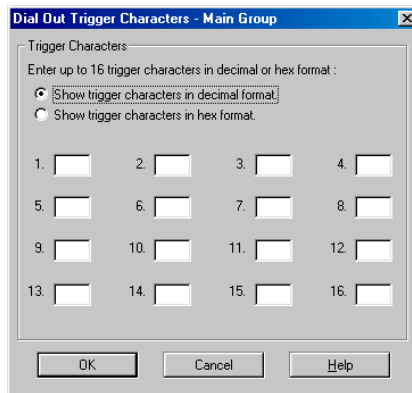 Dial Out Trigger Characters - Main Group
Trigger Characters
Enter up to 16 trigger characters in decimal or hex format :
Show trigger characters in decimal format.
Show trigger characters in hex format.
1. 2. 3. 4.
5. 6. 7. 8.
9. 10. 11. 12.
13. 14. 15. 16.
OK Cancel Help